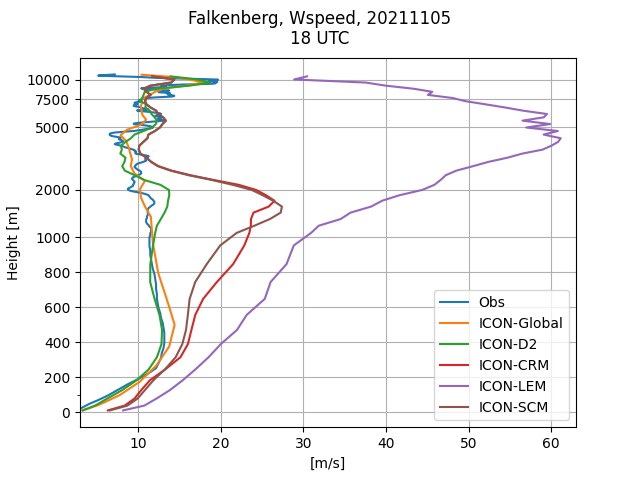 Falkenberg, Wspeed, 20211105
18 UTC
Height [m]
10000
7500
5000
2000
1000
800
600
400
200
0
10
20
30
40
50
60
[m/s]
Obs
ICON-Global
ICON-D2
ICON-CRM
ICON-LEM
ICON-SCM